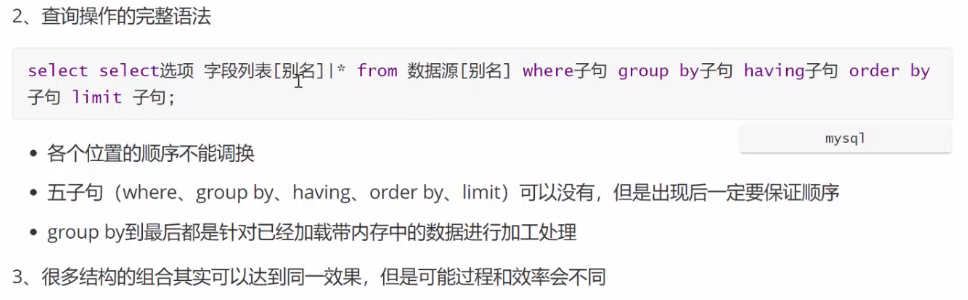 2、查询操作的完整语法
select select选项 字段列表[别名]|* from 数据源[别名] where子句 group by子句 having子句 order by
子句 limit 子句;
mysql
• 各个位置的顺序不能调换
• 五子句（where、group by、having、order by、limit）可以没有，但是出现后一定要保证顺序
• group by到最后都是针对已经加载带内存中的数据进行加工处理
3、很多结构的组合其实可以达到同一效果，但是可能过程和效率会不同